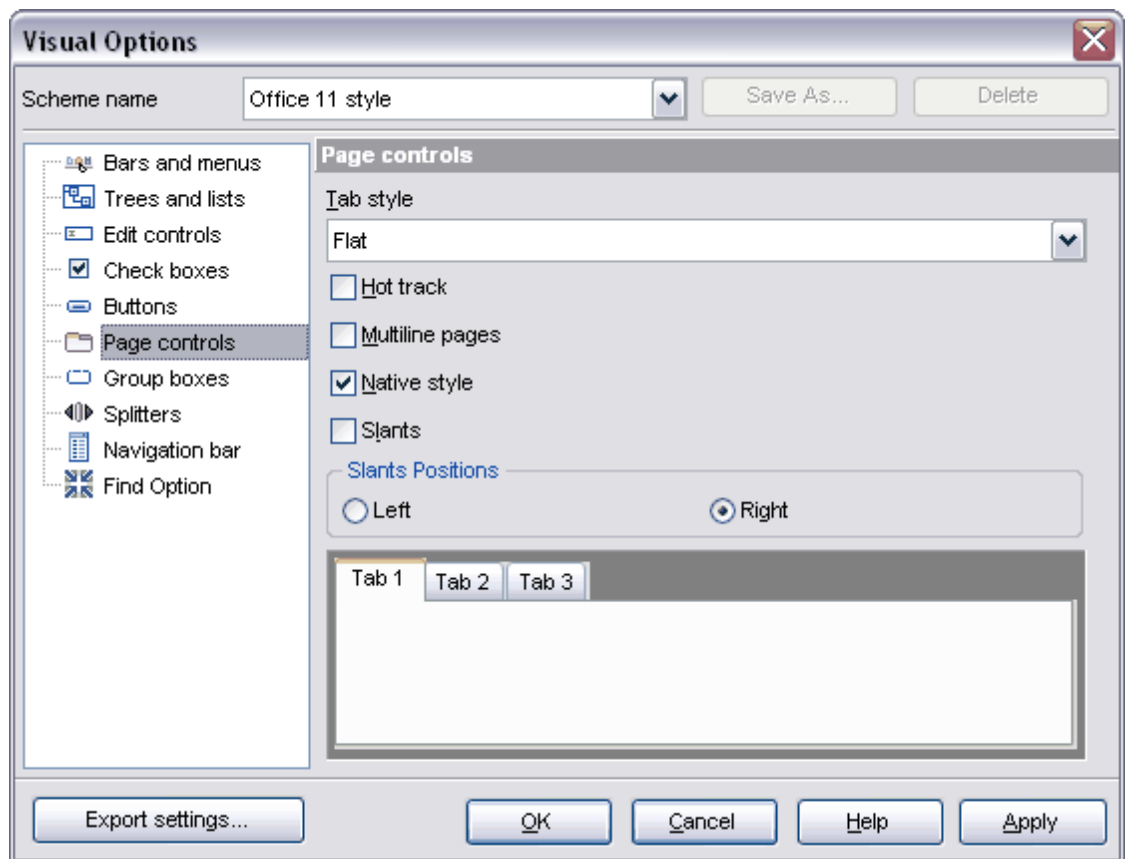 Visual Options
Scheme name Office 11 style Save As... Delete
Bars and menus
Trees and lists
Edit controls
Check boxes
Buttons
Page controls
Group boxes
Splitters
Navigation bar
Find Option
Page controls
Tab style
Flat
Hot track
Multiline pages
Native style
Slants
Slants Positions
Left Right
Tab 1 Tab 2 Tab 3
Export settings... OK Cancel Help Apply